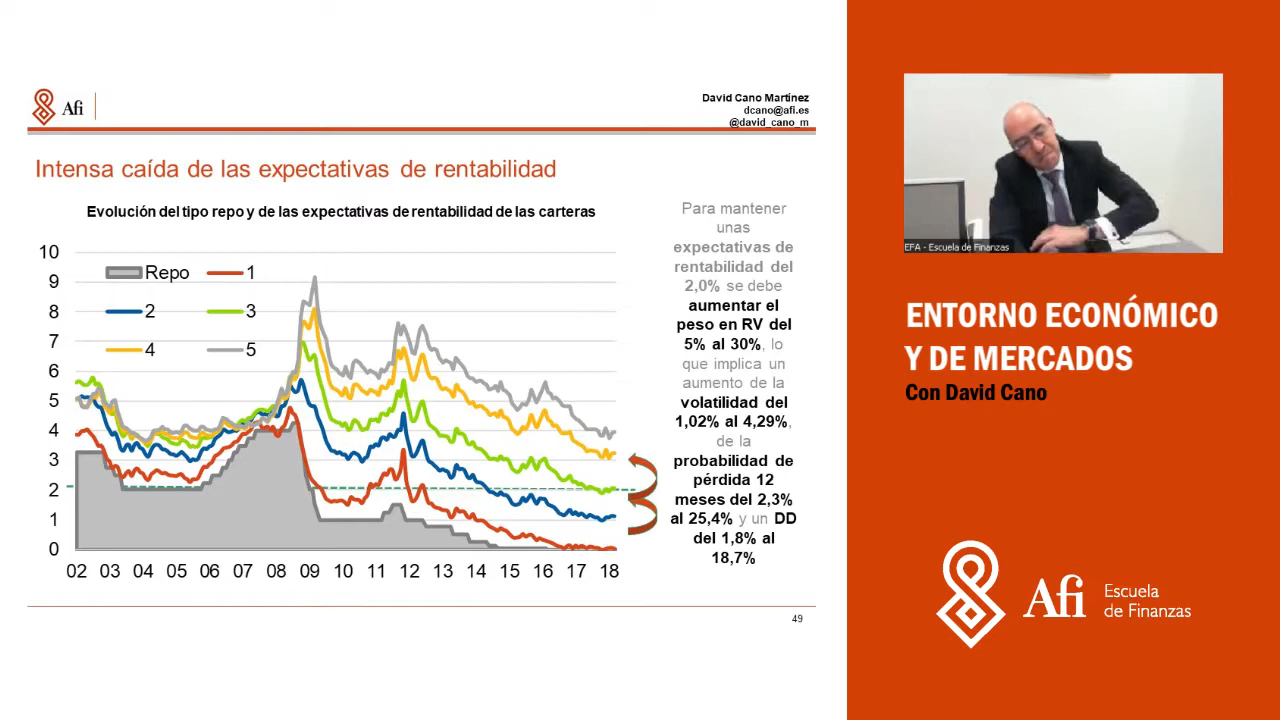 Afi
David Cano Martínez
dcano@afi.es
@david_cano_m
Intensa caída de las expectativas de rentabilidad
Evolución del tipo repo y de las expectativas de rentabilidad de las carteras
10
9
8
7
6
5
4
3
2
1
0
Repo
1
2
3
4
5
02 03 04 05 06 07 08 09 10 11 12 13 14 15 16 17 18
Para mantener
unas
expectativas de
rentabilidad del
2,0% se debe
aumentar el
peso en RV del
5% al 30%, lo
que implica un
aumento de la
volatilidad del
1,02% al 4,29%,
de la
probabilidad de
pérdida 12
meses del 2,3%
al 25,4% y un DD
del 1,8% al
18,7%
49
EFA - Escuela de Finanzas
ENTORNO ECONÓMICO
Y DE MERCADOS
Con David Cano
Afi
Escuela
de Finanzas